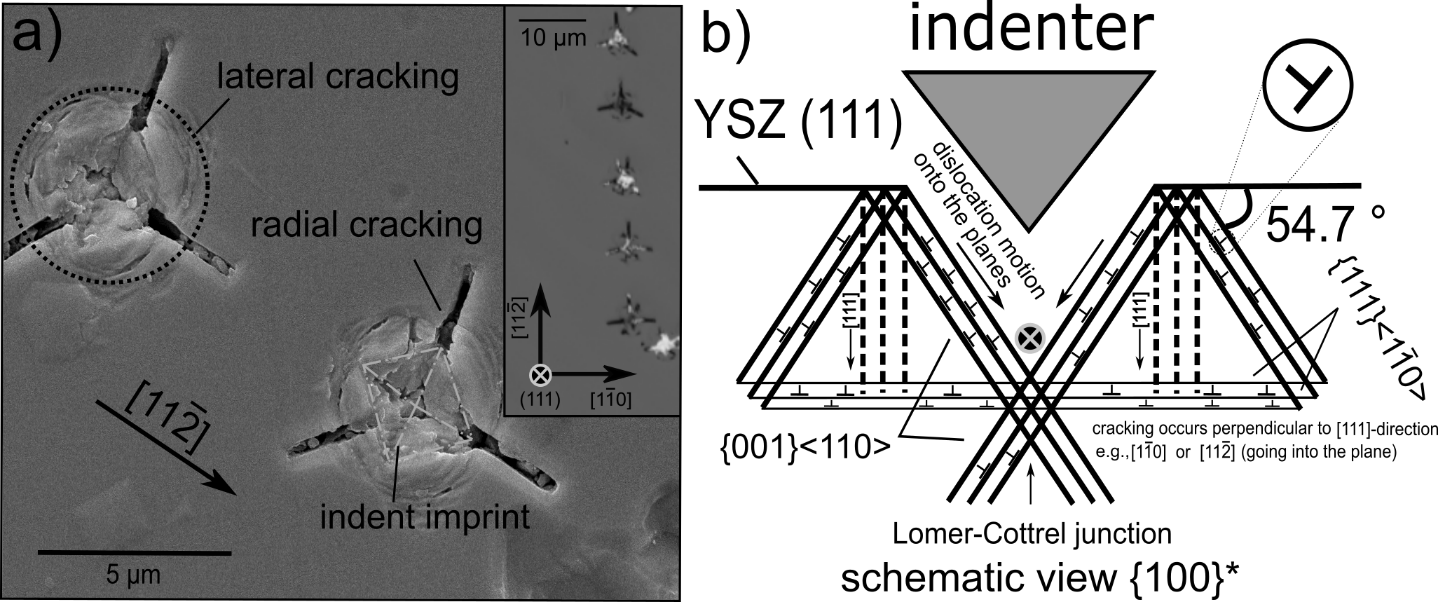 a)
lateral cracking
radial cracking
[112̅]
indent imprint
5 µm
10 µm
[112̅]
(111)
[11̅0]
b)
indenter
YSZ (111)
dislocation motion
onto the planes
54.7 °
{111}<11̅0>
[111]
[111]
{001}<110>
cracking occurs perpendicular to [111]-direction
e.g.,[11̅0] or [112̅] (going into the plane)
Lomer-Cottrel junction
schematic view {100}*